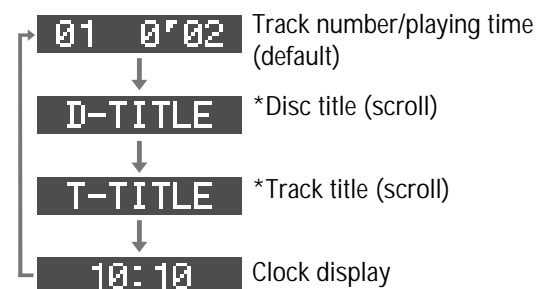 01 0'02 Track number/playing time
(default)
D-TITLE *Disc title (scroll)
T-TITLE *Track title (scroll)
10:10 Clock display